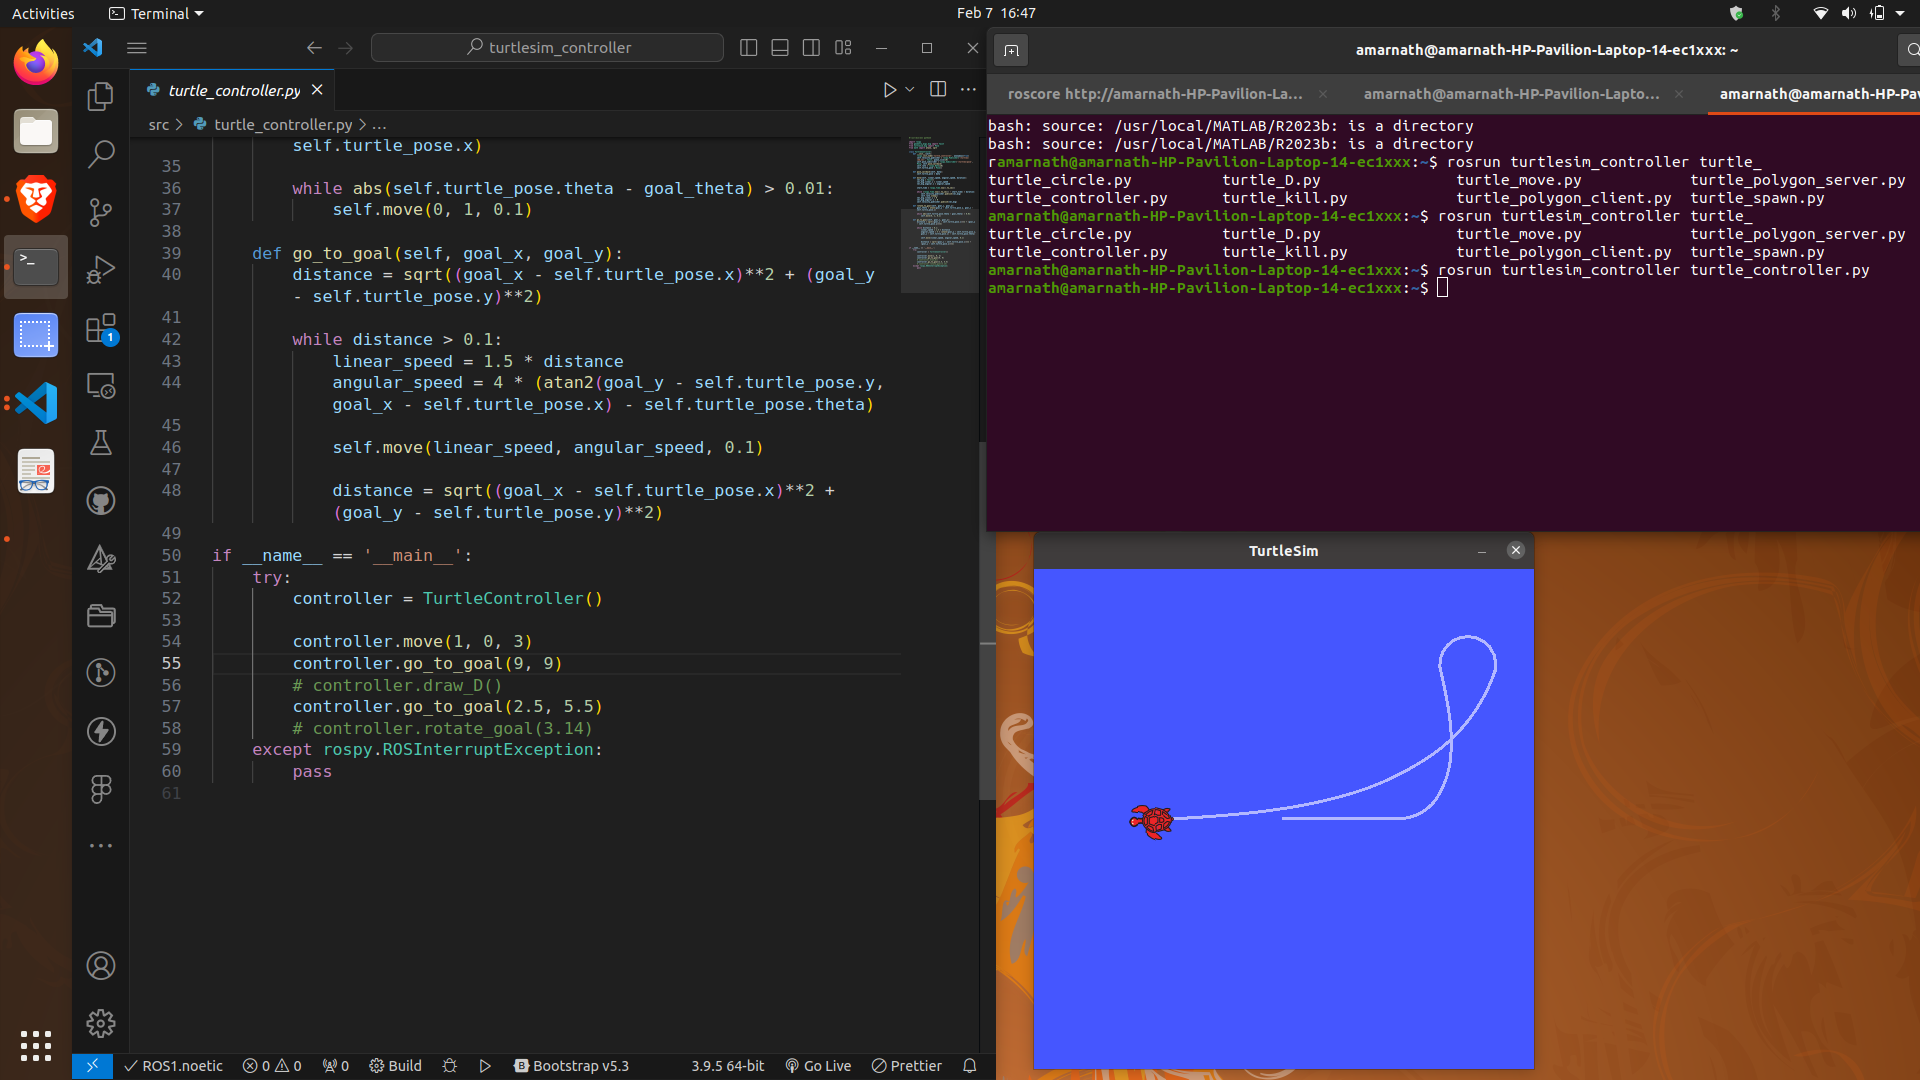 Activities
Terminal
Feb 7 16:47
turtlesim_controller
turtle_controller.py
src > turtle_controller.py > ...
self.turtle_pose.x)
35
36 while abs(self.turtle_pose.theta - goal_theta) > 0.01:
37 self.move(0, 1, 0.1)
38
39 def go_to_goal(self, goal_x, goal_y):
40 distance = sqrt((goal_x - self.turtle_pose.x)**2 + (goal_y
- self.turtle_pose.y)**2)
41
42 while distance > 0.1:
43 linear_speed = 1.5 * distance
44 angular_speed = 4 * (atan2(goal_y - self.turtle_pose.y,
goal_x - self.turtle_pose.x) - self.turtle_pose.theta)
45
46 self.move(linear_speed, angular_speed, 0.1)
47
48 distance = sqrt((goal_x - self.turtle_pose.x)**2 +
(goal_y - self.turtle_pose.y)**2)
49
50 if __name__ == '__main__':
51 try:
52 controller = TurtleController()
53
54 controller.move(1, 0, 3)
55 controller.go_to_goal(9, 9)
56 # controller.draw_D()
57 controller.go_to_goal(2.5, 5.5)
58 # controller.rotate_goal(3.14)
59 except rospy.ROSInterruptException:
60 pass
61
1
ROS1.noetic
0 0
0
Build
Bootstrap v5.3
3.9.5 64-bit
Go Live
Prettier
amarnath@amarnath-HP-Pavilion-Laptop-14-ec1xxx: ~
roscore http://amarnath-HP-Pavilion-La...
amarnath@amarnath-HP-Pavilion-Lapto...
amarnath@amarnath-HP-Pav
bash: source: /usr/local/MATLAB/R2023b: is a directory
bash: source: /usr/local/MATLAB/R2023b: is a directory
ramarnath@amarnath-HP-Pavilion-Laptop-14-ec1xxx:~$ rosrun turtlesim_controller turtle_
turtle_circle.py turtle_D.py turtle_move.py turtle_polygon_server.py
turtle_controller.py turtle_kill.py turtle_polygon_client.py turtle_spawn.py
amarnath@amarnath-HP-Pavilion-Laptop-14-ec1xxx:~$ rosrun turtlesim_controller turtle_
turtle_circle.py turtle_D.py turtle_move.py turtle_polygon_server.py
turtle_controller.py turtle_kill.py turtle_polygon_client.py turtle_spawn.py
amarnath@amarnath-HP-Pavilion-Laptop-14-ec1xxx:~$ rosrun turtlesim_controller turtle_controller.py
amarnath@amarnath-HP-Pavilion-Laptop-14-ec1xxx:~$
TurtleSim